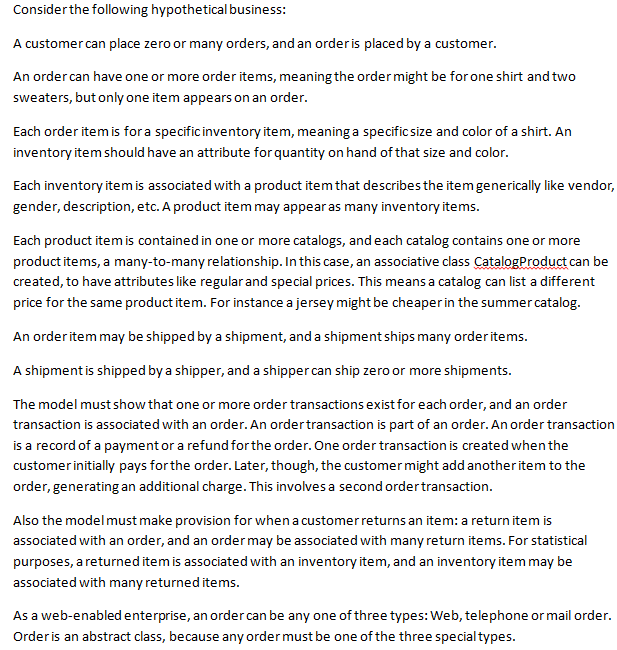 Consider the following hypothetical business:
A customer can place zero or many orders, and an order is placed by a customer.
An order can have one or more order items, meaning the order might be for one shirt and two
sweaters, but only one item appears on an order.
Each order item is for a specific inventory item, meaning a specific size and color of a shirt. An
inventory item should have an attribute for quantity on hand of that size and color.
Each inventory item is associated with a product item that describes the item generically like vendor,
gender, description, etc. A product item may appear as many inventory items.
Each product item is contained in one or more catalogs, and each catalog contains one or more
product items, a many-to-many relationship. In this case, an associative class CatalogProduct can be
created, to have attributes like regular and special prices. This means a catalog can list a different
price for the same product item. For instance a jersey might be cheaper in the summer catalog.
An order item may be shipped by a shipment, and a shipment ships many order items.
A shipment is shipped by a shipper, and a shipper can ship zero or more shipments.
The model must show that one or more order transactions exist for each order, and an order
transaction is associated with an order. An order transaction is part of an order. An order transaction
is a record of a payment or a refund for the order. One order transaction is created when the
customer initially pays for the order. Later, though, the customer might add another item to the
order, generating an additional charge. This involves a second order transaction.
Also the model must make provision for when a customer returns an item: a return item is
associated with an order, and an order may be associated with many return items. For statistical
purposes, a returned item is associated with an inventory item, and an inventory item may be
associated with many returned items.
As a web-enabled enterprise, an order can be any one of three types: Web, telephone or mail order.
Order is an abstract class, because any order must be one of the three special types.